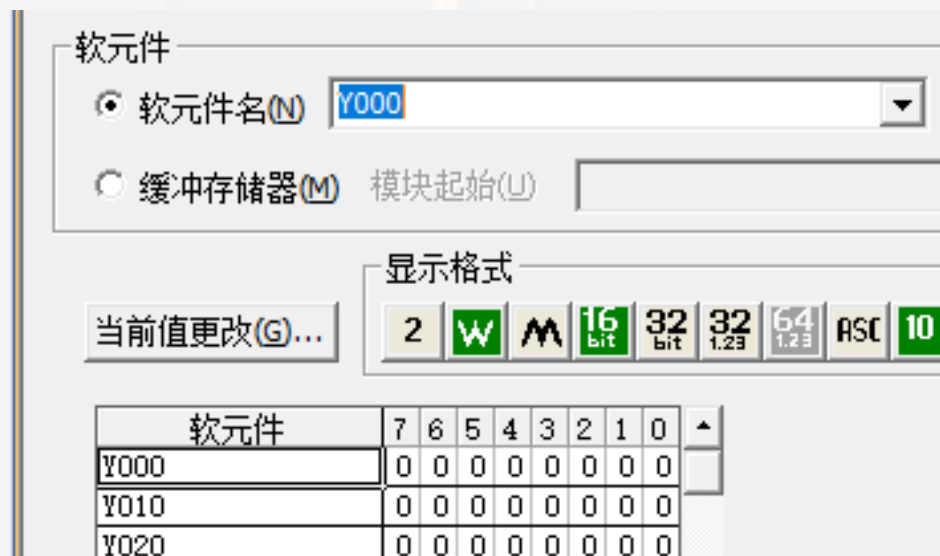 软元件
软元件名(N) Y000
缓冲存储器(M) 模块起始(U)
显示格式
当前值更改(G)... 2 W M 16 bit 32 bit 32 1.23 64 1.23 ASC 10
软元件 7 6 5 4 3 2 1 0
Y000 0 0 0 0 0 0 0 0
Y010 0 0 0 0 0 0 0 0
Y020 0 0 0 0 0 0 0 0